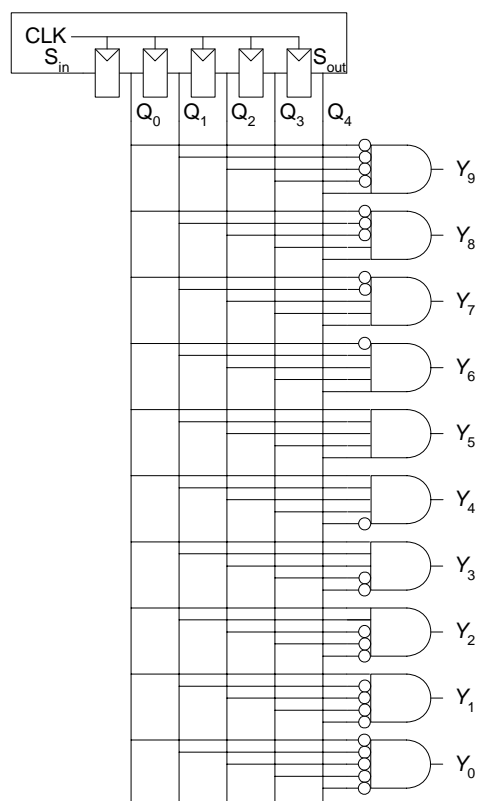 CLK
S_in S_out
Q_0 Q_1 Q_2 Q_3 Q_4
Y_9
Y_8
Y_7
Y_6
Y_5
Y_4
Y_3
Y_2
Y_1
Y_0